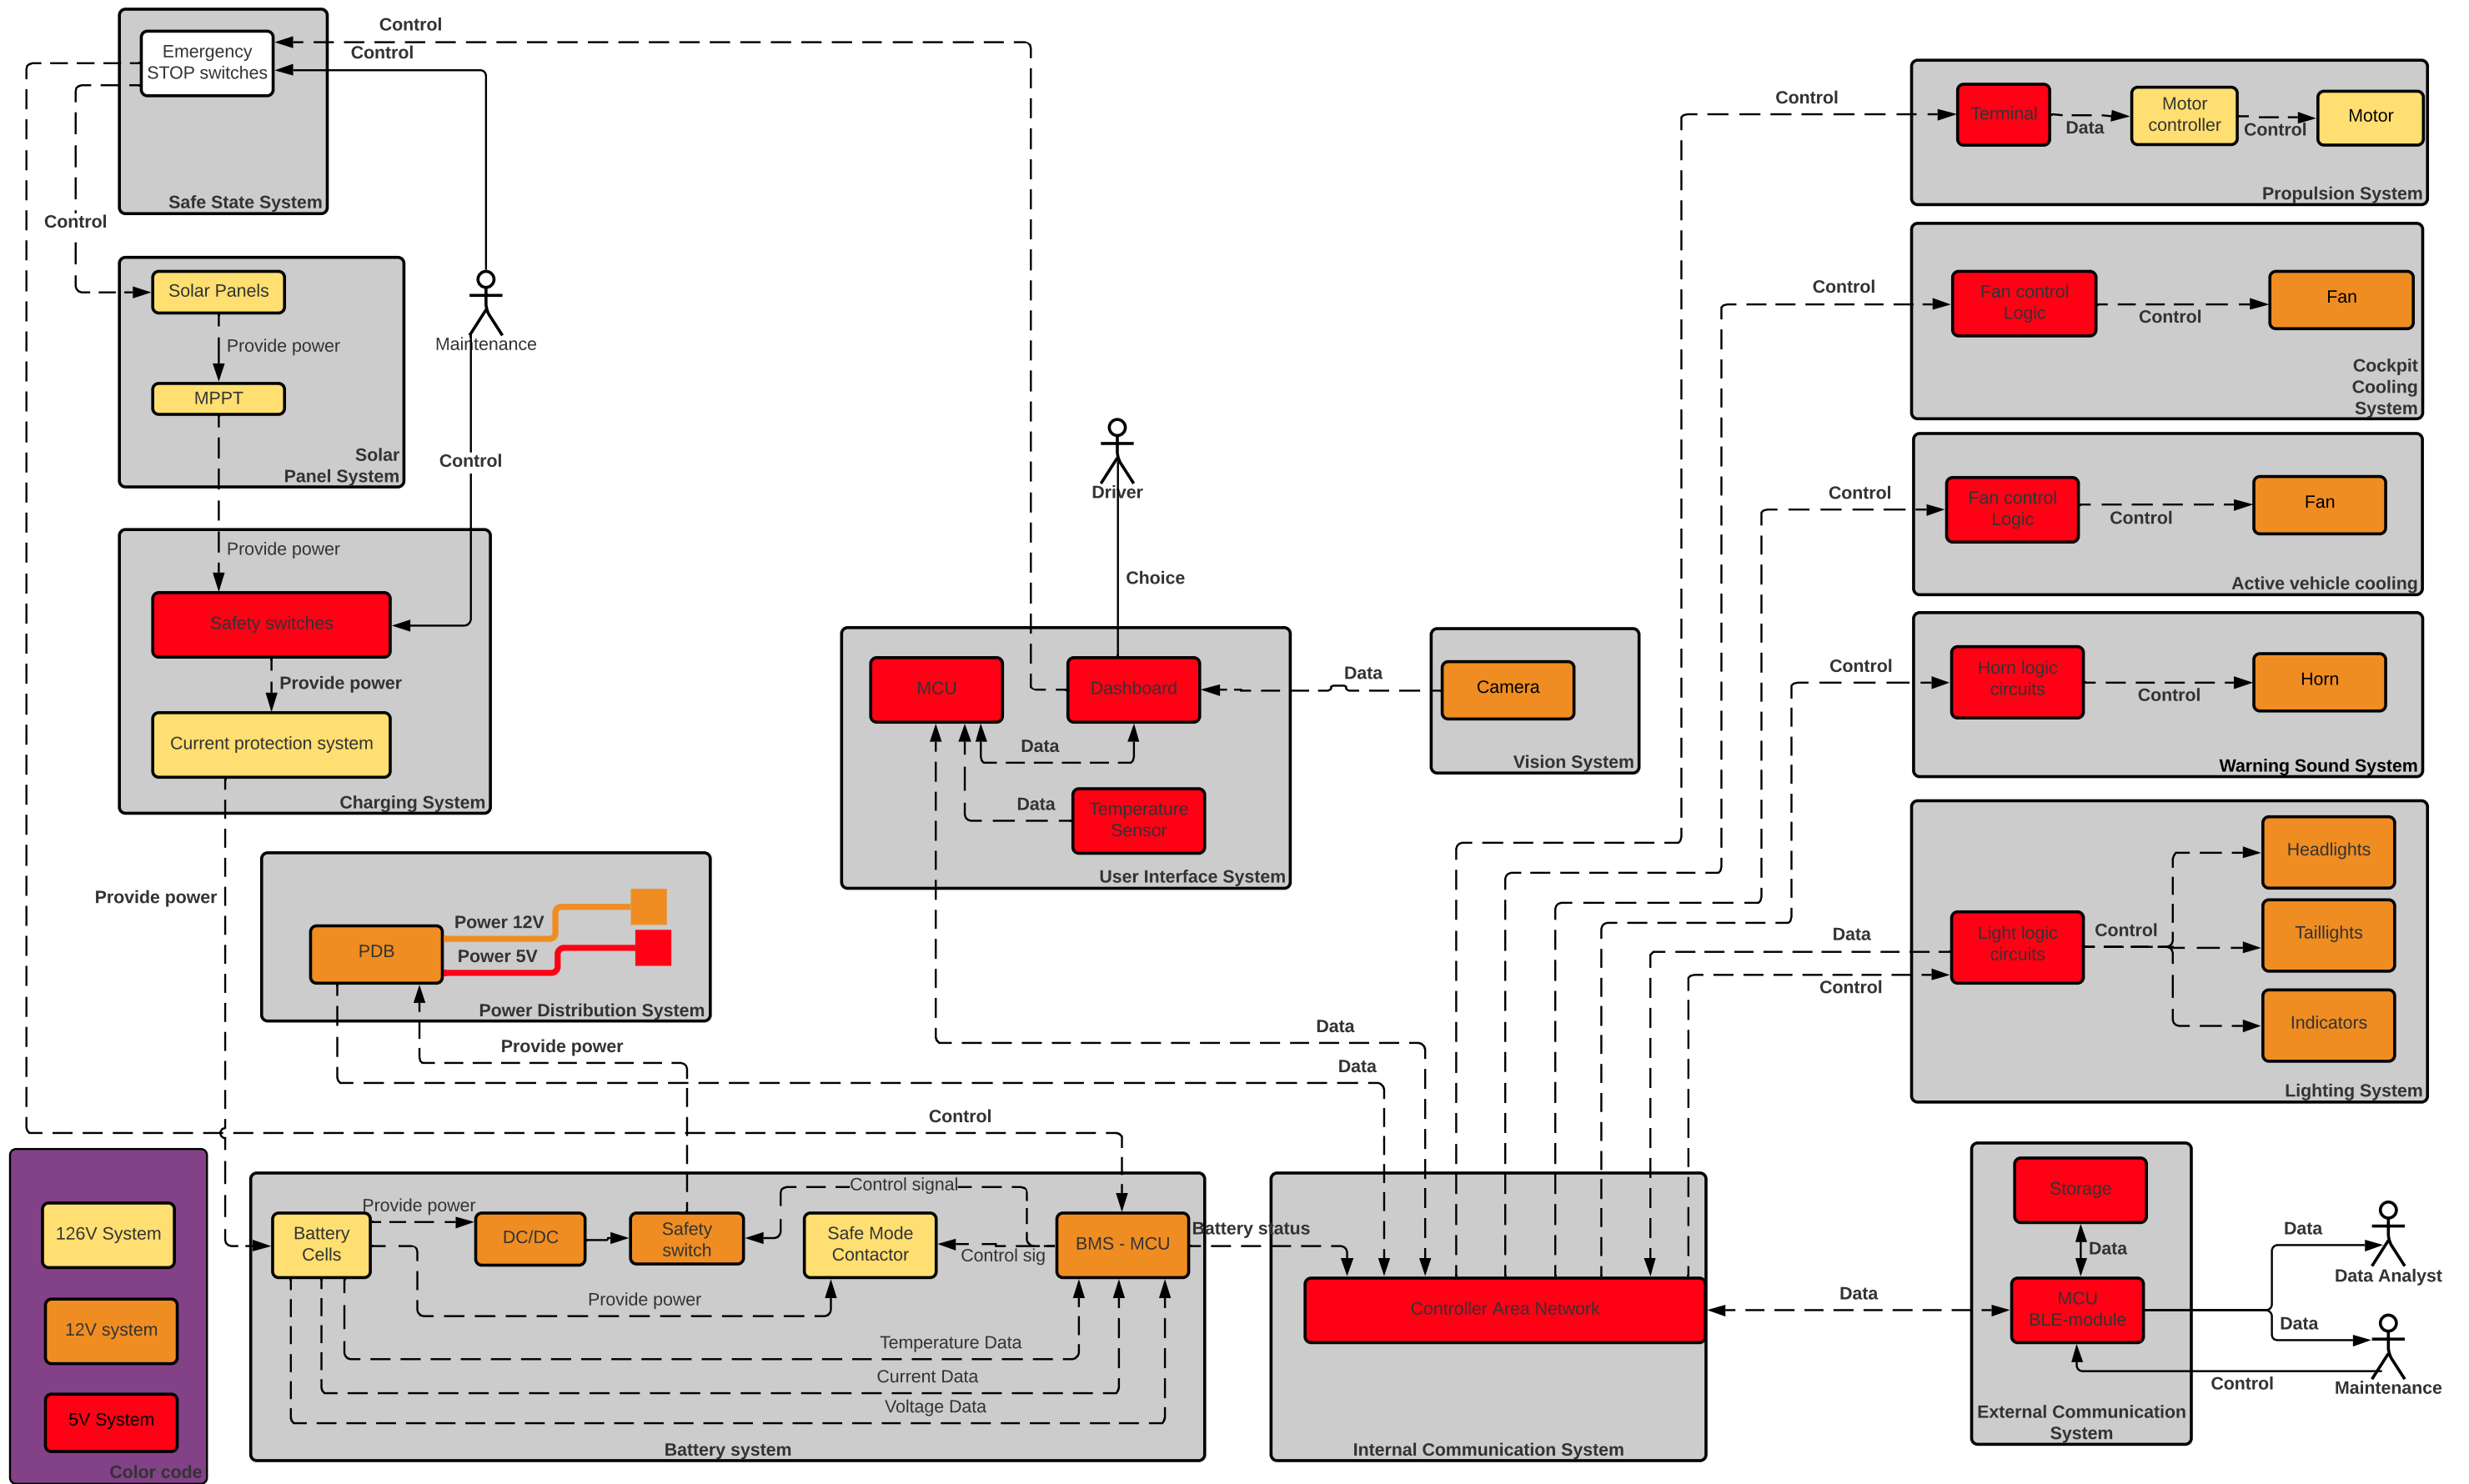 Control
Control
Emergency
STOP switches
Safe State System
Control
Control
Terminal
Data
Motor
controller
Control
Motor
Propulsion System
Solar Panels
Provide power
MPPT
Solar
Panel System
Maintenance
Control
Control
Fan control
Logic
Control
Fan
Cockpit
Cooling
System
Driver
Choice
Control
Fan control
Logic
Control
Fan
Active vehicle cooling
Provide power
Safety switches
Provide power
Current protection system
Charging System
MCU
Dashboard
Data
Data
Temperature
Sensor
User Interface System
Data
Camera
Vision System
Control
Horn logic
circuits
Control
Horn
Warning Sound System
Provide power
Power 12V
PDB
Power 5V
Power Distribution System
Provide power
Data
Data
Control
Data
Control
Light logic
circuits
Control
Headlights
Taillights
Indicators
Lighting System
126V System
12V system
5V System
Color code
Provide power
Battery
Cells
DC/DC
Safety
switch
Control signal
Safe Mode
Contactor
Control sig
BMS - MCU
Battery status
Provide power
Temperature Data
Current Data
Voltage Data
Battery system
Controller Area Network
Internal Communication System
Data
Storage
Data
MCU
BLE-module
External Communication
System
Data
Data Analyst
Data
Control
Maintenance